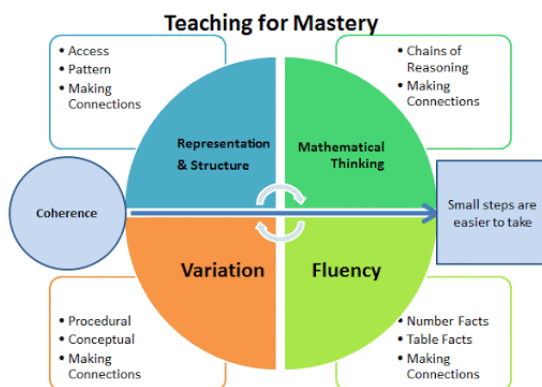 Teaching for Mastery
• Access
• Pattern
• Making
Connections
• Chains of
Reasoning
• Making
Connections
Representation
& Structure
Mathematical
Thinking
Coherence
Small steps are
easier to take
Variation
Fluency
• Procedural
• Conceptual
• Making
Connections
• Number Facts
• Table Facts
• Making
Connections